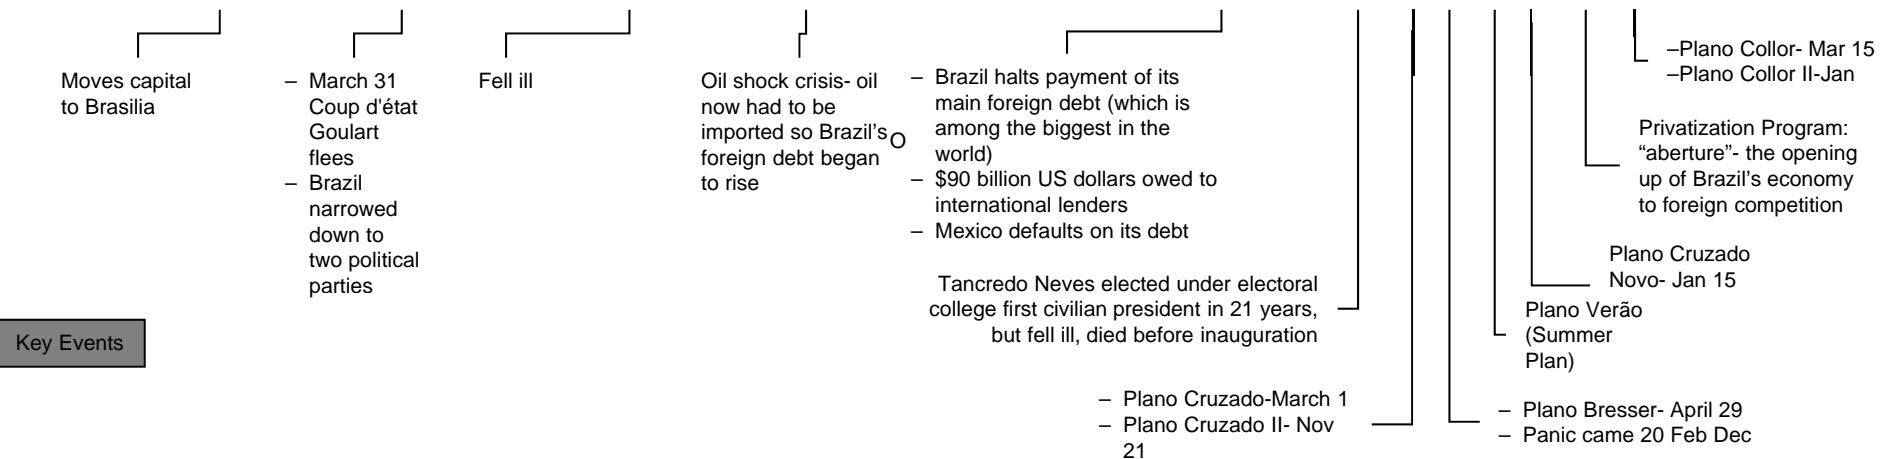 Moves capital
to Brasilia
– March 31
Coup d'état
Goulart
flees
– Brazil
narrowed
down to
two political
parties
Fell ill
Oil shock crisis- oil
now had to be
imported so Brazil's
foreign debt began
to rise
O
– Brazil halts payment of its
main foreign debt (which is
among the biggest in the
world)
– $90 billion US dollars owed to
international lenders
– Mexico defaults on its debt
Tancredo Neves elected under electoral
college first civilian president in 21 years,
but fell ill, died before inauguration
– Plano Cruzado-March 1
– Plano Cruzado II- Nov
21
–Plano Collor- Mar 15
–Plano Collor II-Jan
Privatization Program:
“aberture”- the opening
up of Brazil’s economy
to foreign competition
Plano Cruzado
Novo- Jan 15
Plano Verão
(Summer
Plan)
– Plano Bresser- April 29
– Panic came 20 Feb Dec
Key Events